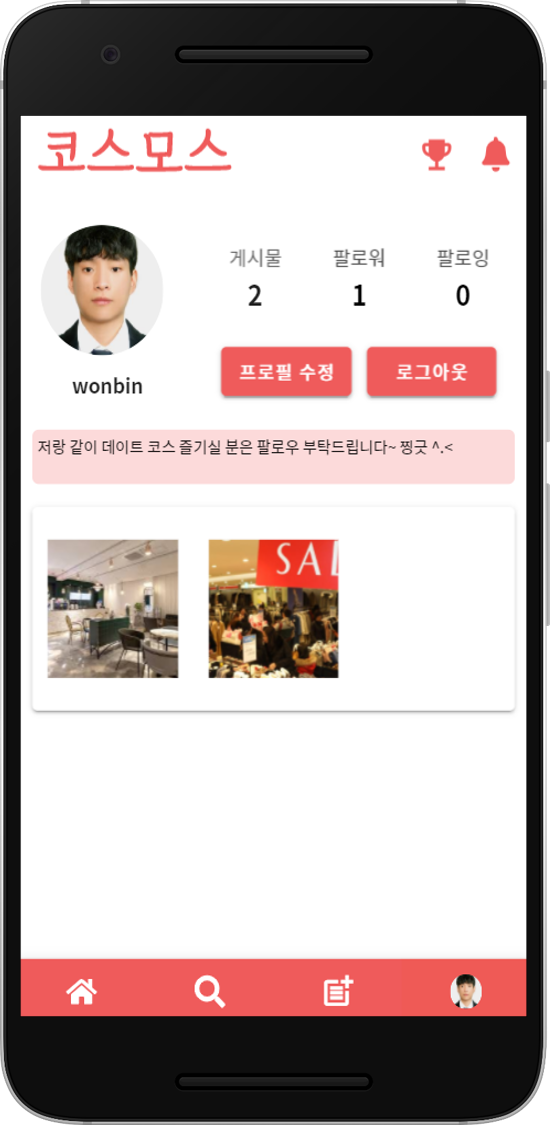 코스모스
게시물 팔로워 팔로잉
2 1 0
프로필 수정 로그아웃
wonbin
저랑 같이 데이트 코스 즐기실 분은 팔로우 부탁드립니다~ 찡긋 ^.<